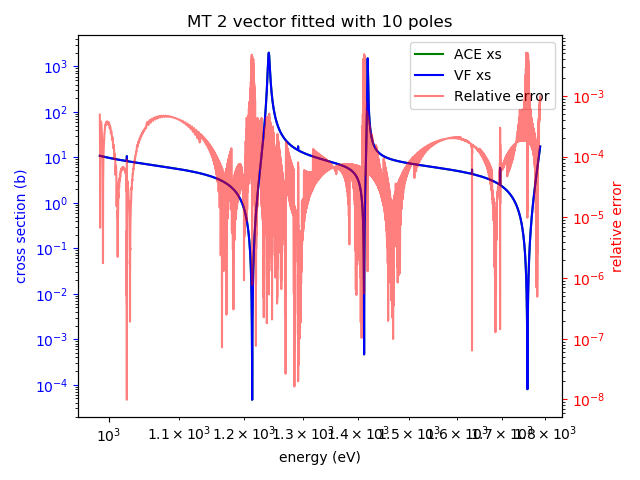 MT 2 vector fitted with 10 poles
ACE xs
VF xs
Relative error
10³
10²
10¹
10⁰
10⁻¹
10⁻²
10⁻³
10⁻⁴
cross section (b)
10⁻³
10⁻⁴
10⁻⁵
10⁻⁶
10⁻⁷
10⁻⁸
relative error
10³ 1.1 × 10³ 1.2 × 10³ 1.3 × 10³ 1.4 × 10³ 1.5 × 10³ 1.6 × 10³ 1.7 × 10³ 1.8 × 10³
energy (eV)